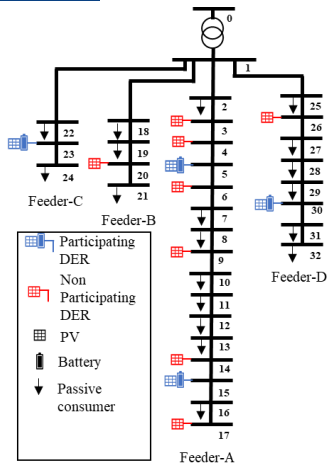 0
1
2
3
4
5
6
7
8
9
10
11
12
13
14
15
16
17
Feeder-A
18
19
20
21
Feeder-B
22
23
24
Feeder-C
25
26
27
28
29
30
31
32
Feeder-D
Participating
DER
Non
Participating
DER
PV
Battery
Passive
consumer